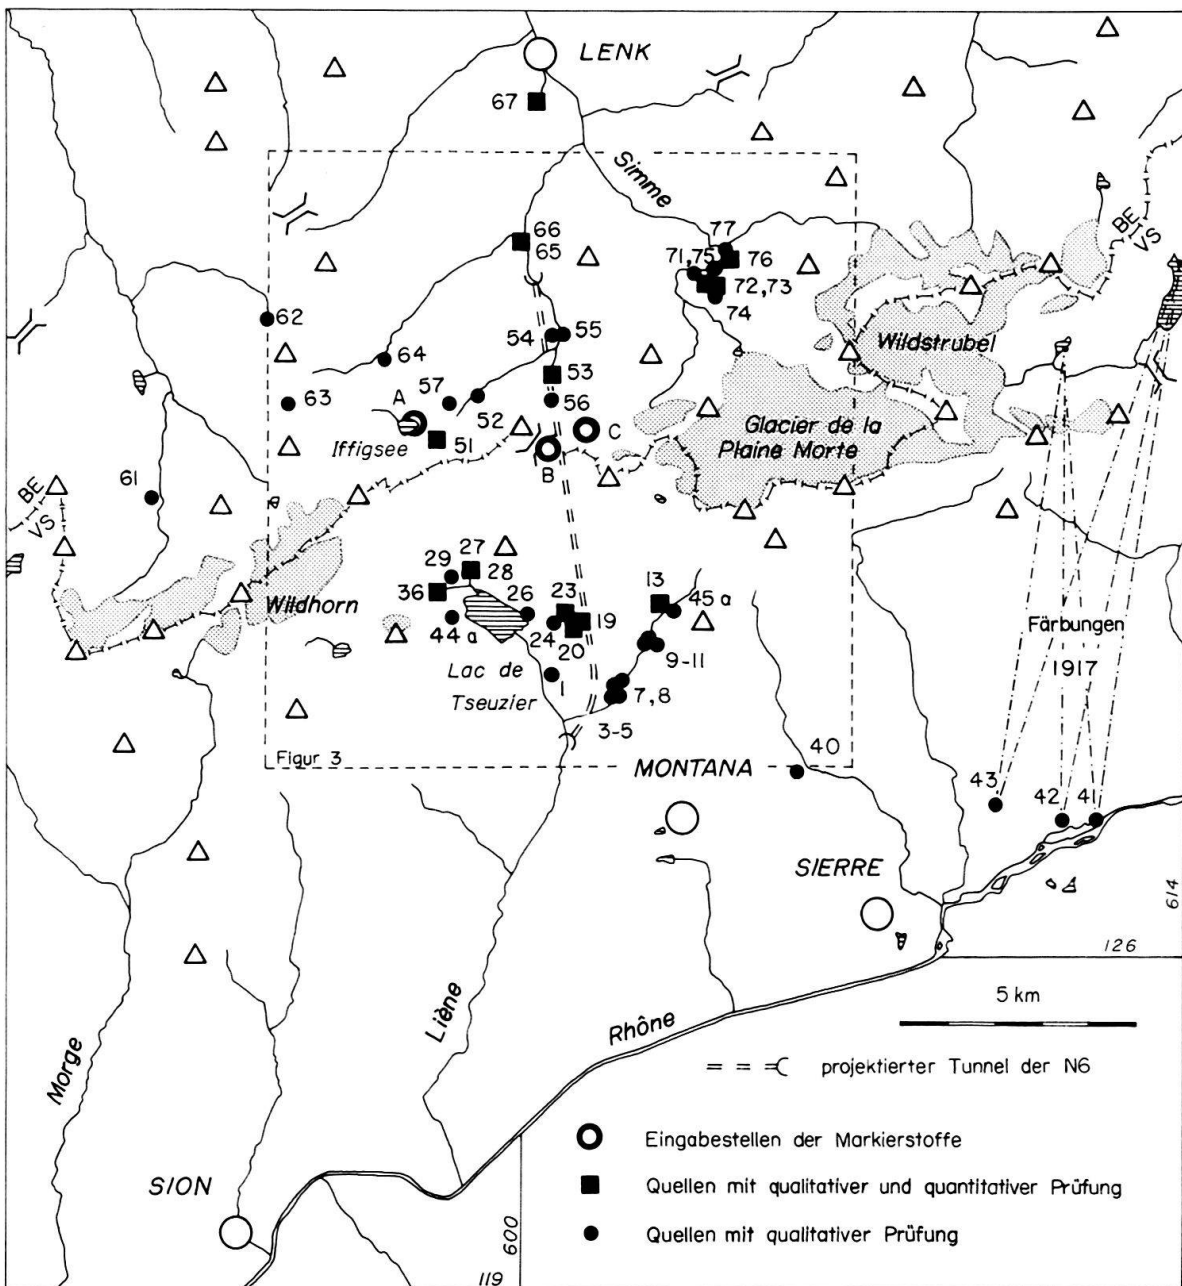 LENK
67
Simme
BE
VS
77
66
65
71,75
76
72,73
74
62
54
55
Wildstrubel
64
53
A
57
56
63
52
C
Glacier de la
Plaine Morte
Iffigsee
51
B
61
BE
VS
27
29
28
13
36
26
23
45 a
Wildhorn
19
Färbungen
44 a
24
20
9-11
1917
Lac de
Tseuzier
1
7, 8
3-5
40
Figur 3
MONTANA
43
42
41
SIERRE
614
126
5 km
Liène
Rhône
Morge
projektierter Tunnel der N6
Eingabestellen der Markierstoffe
SION
Quellen mit qualitativer und quantitativer Prüfung
600
Quellen mit qualitativer Prüfung
119